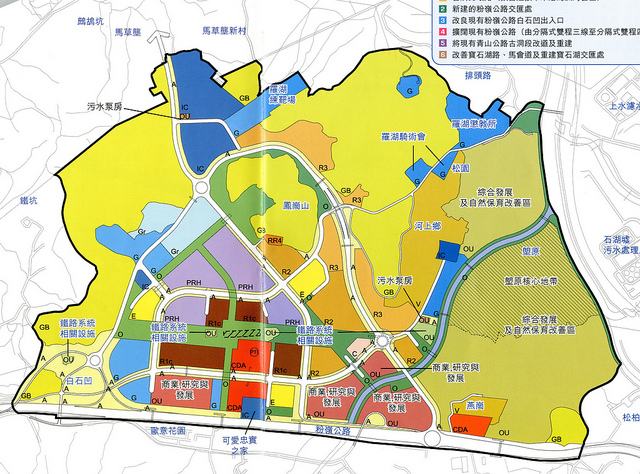 新建的粉嶺公路交匯處
改良現有粉嶺公路白石凹出入口
擴闊現有粉嶺公路 (由分隔式雙程三線至分隔式雙程四
將現有青山公路古洞段改道及重建
改善寶石湖路、馬會道及重建寶石湖交匯處
2
3
4
5
6
鷓鴣坑
馬草壟
馬草壟新村
排頭路
上水濾水
污水泵房
羅湖
練靶場
羅湖懲教所
羅湖騎術會
松園
綜合發展
及自然保育改善區
鐵坑
鳳崗山
河上鄉
塱原
石湖墟
污水處理
塱原核心地帶
污水泵房
綜合發展
及自然保育改善區
鐵路系統
相關設施
鐵路系統
相關設施
鐵路系統
相關設施
白石凹
商業,研究與
發展
商業,研究與
發展
商業,研究與
發展
商業,研究與
發展
燕崗
松柏
歐意花園
可愛忠實
之家
粉嶺公路
GB
IC
OU
G
A
R3
RR4
R2
PRH
R1c
CDA
Gr
E
O
V
C